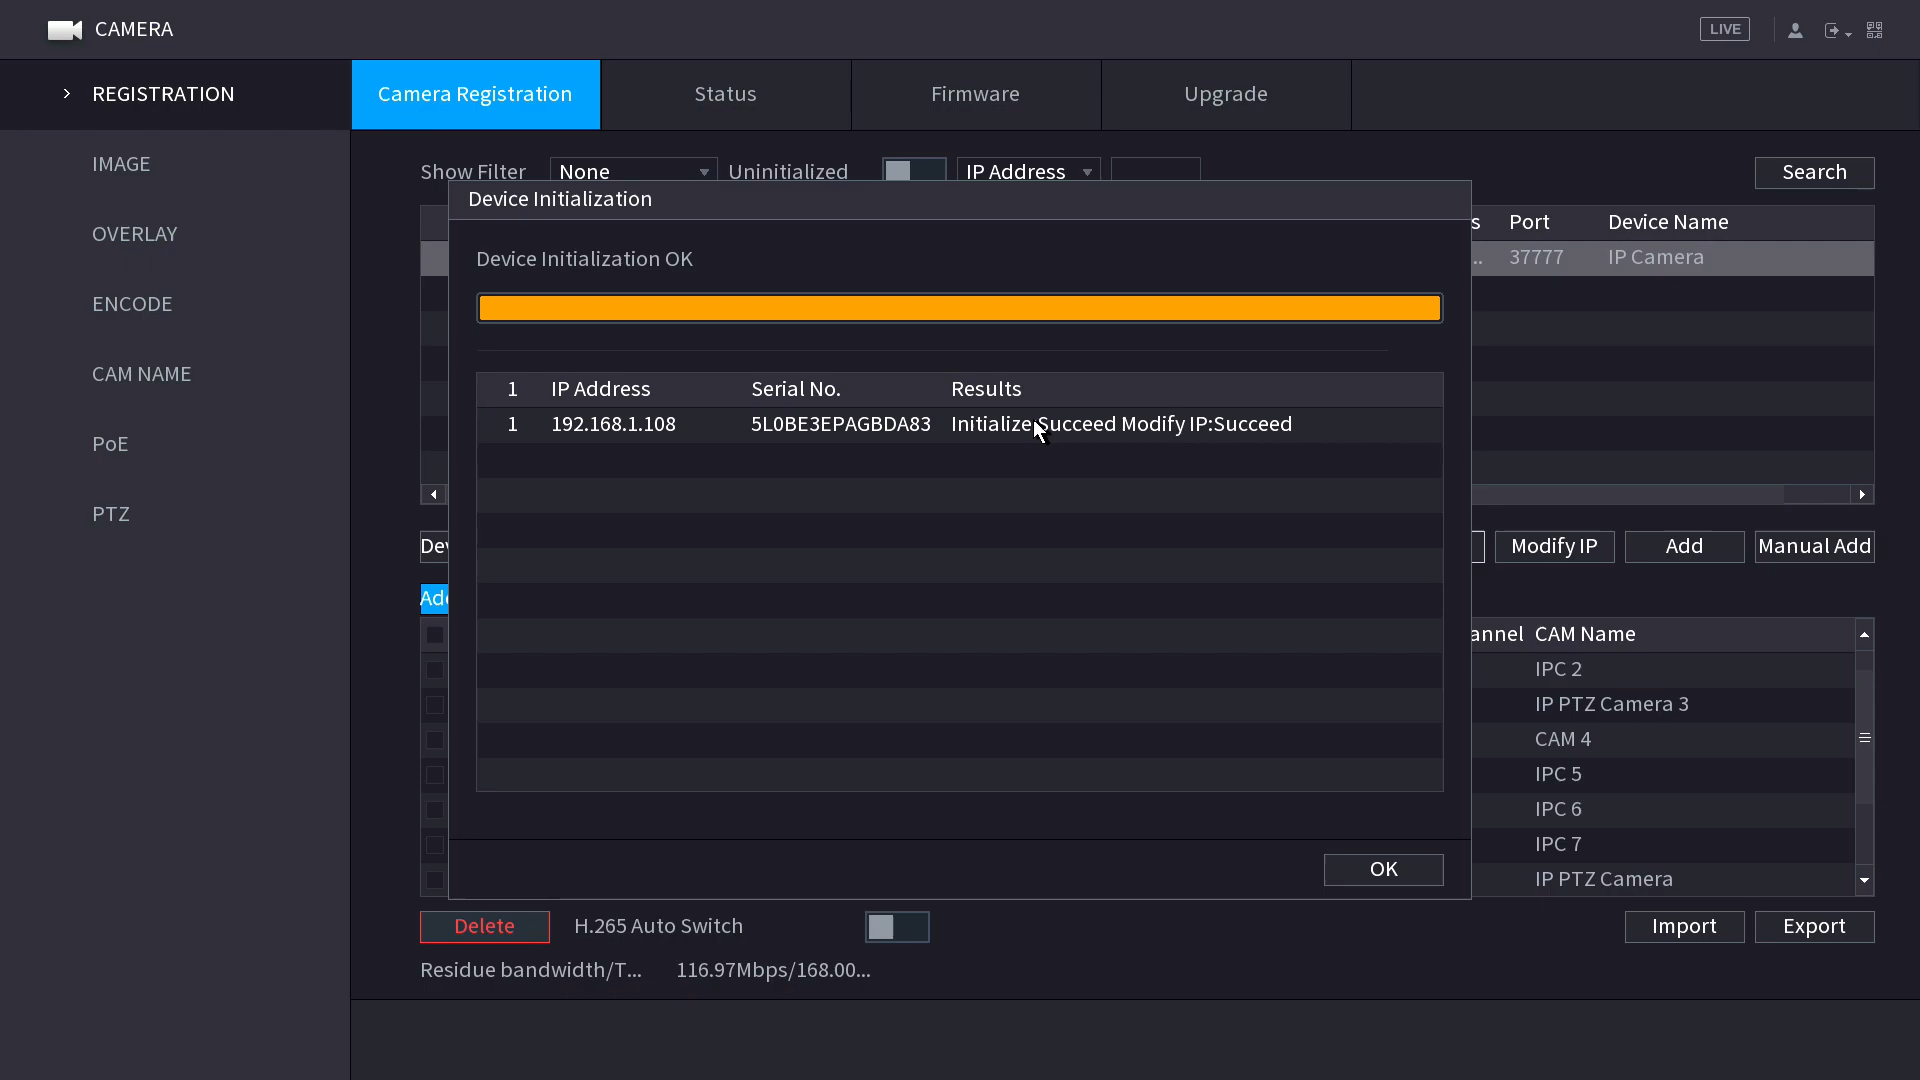 CAMERA
LIVE
REGISTRATION
IMAGE
OVERLAY
ENCODE
CAM NAME
PoE
PTZ
Camera Registration Status Firmware Upgrade
Show Filter None Uninitialized IP Address Search
Port Device Name
37777 IP Camera
Device Initialization
Device Initialization OK
1 IP Address Serial No. Results
1 192.168.1.108 5L0BE3EPAGBDA83 Initialize:Succeed Modify IP:Succeed
OK
Modify IP Add Manual Add
CAM Name
IPC 2
IP PTZ Camera 3
CAM 4
IPC 5
IPC 6
IPC 7
IP PTZ Camera
Delete H.265 Auto Switch Import Export
Residue bandwidth/T... 116.97Mbps/168.00...